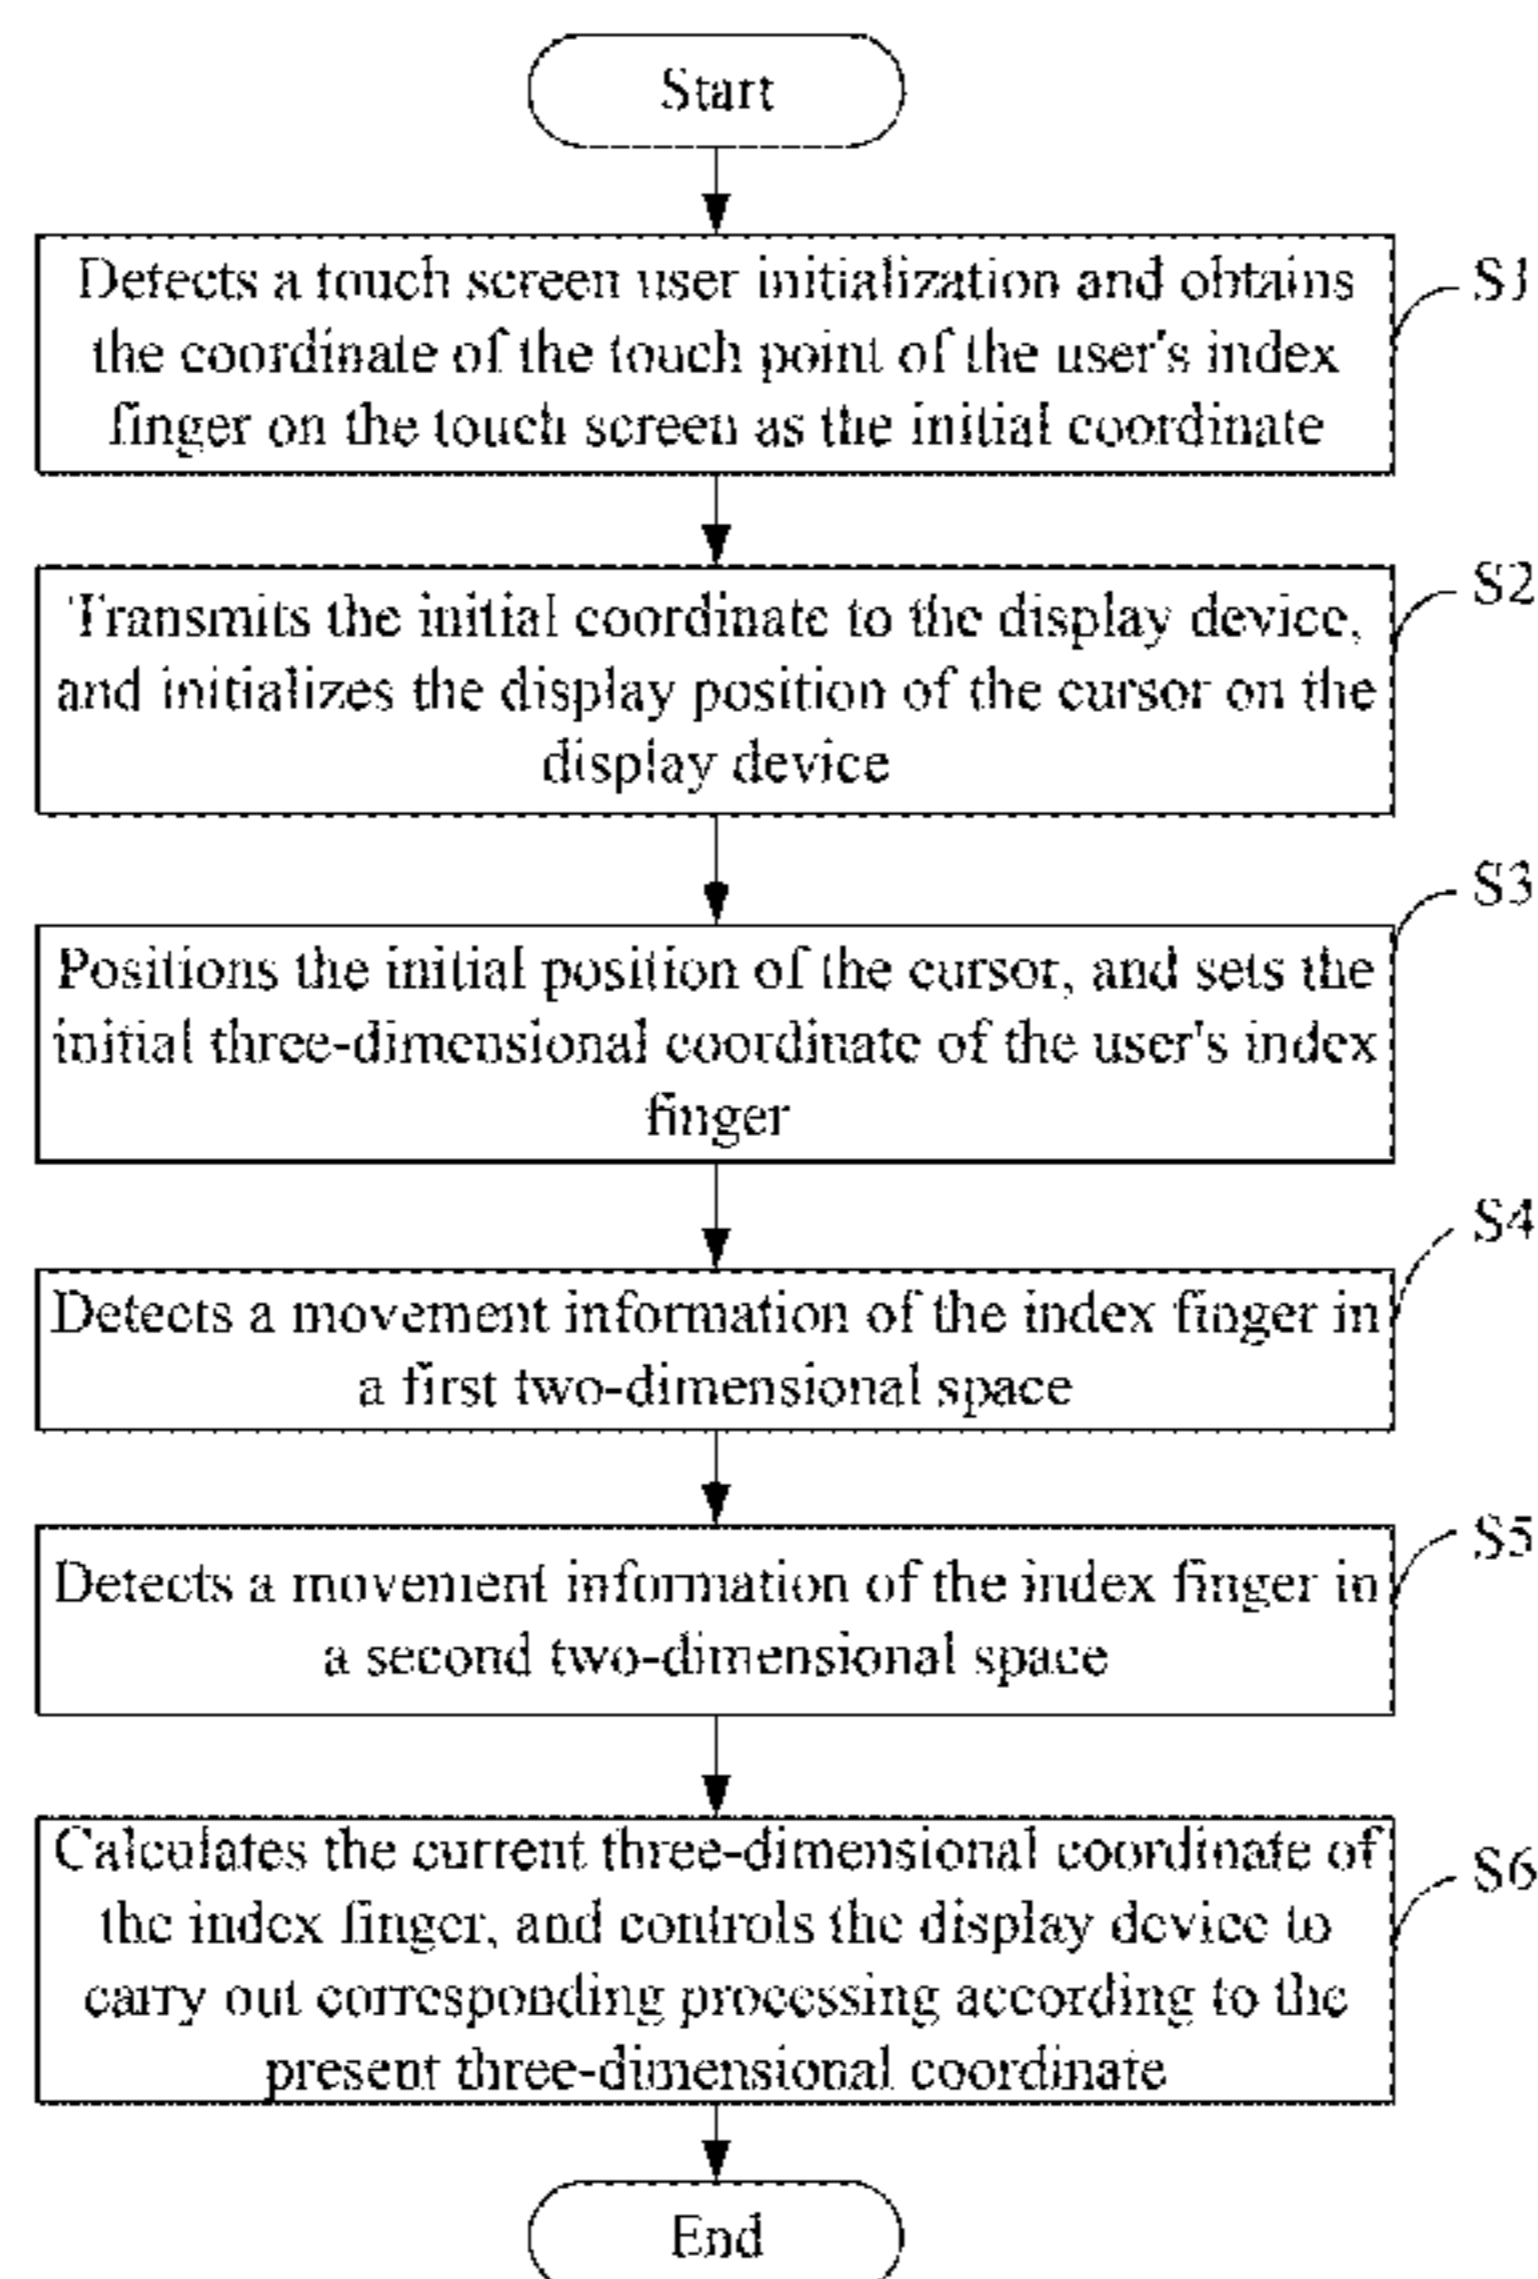 Start
Detects a touch screen user initialization and obtains
the coordinate of the touch point of the user's index
finger on the touch screen as the initial coordinate
S1
Transmits the initial coordinate to the display device,
and initializes the display position of the cursor on the
display device
S2
Positions the initial position of the cursor, and sets the
initial three-dimensional coordinate of the user's index
finger
S3
Detects a movement information of the index finger in
a first two-dimensional space
S4
Detects a movement information of the index finger in
a second two-dimensional space
S5
Calculates the current three-dimensional coordinate of
the index finger, and controls the display device to
carry out corresponding processing according to the
present three-dimensional coordinate
S6
End